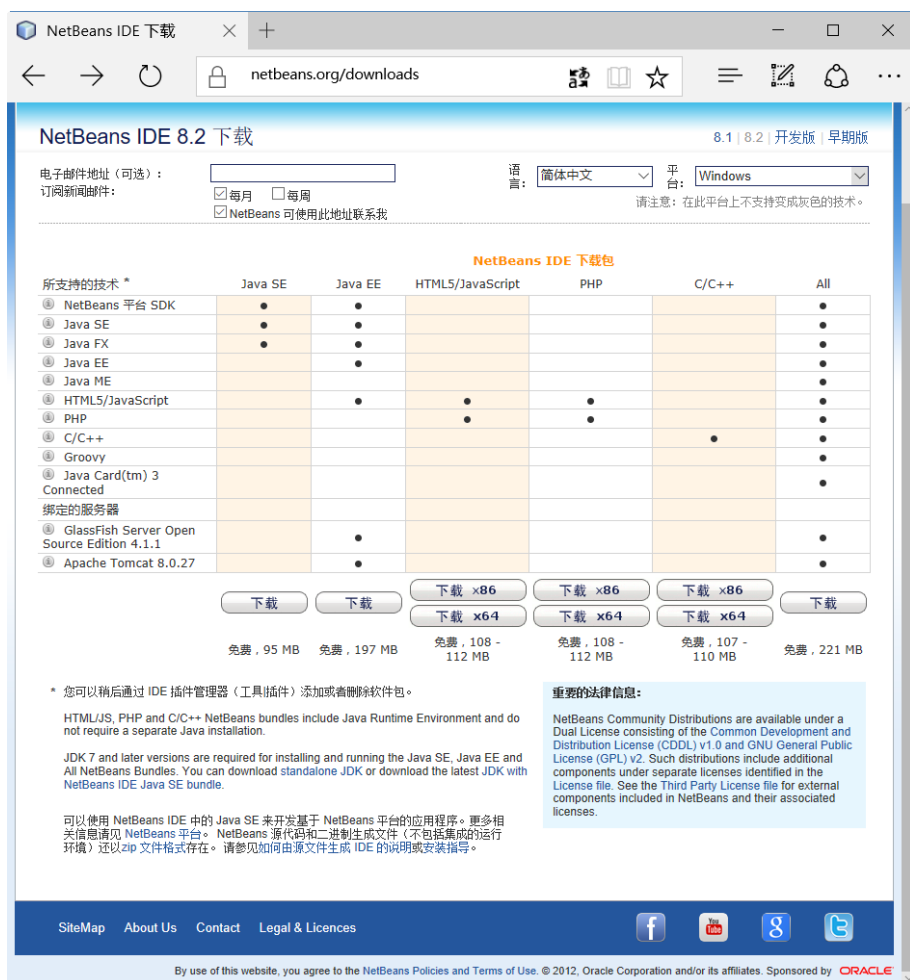 NetBeans IDE 下载
netbeans.org/downloads
NetBeans IDE 8.2 下载
8.1 | 8.2 | 开发版 | 早期版
电子邮件地址（可选）：
订阅新闻邮件：
每月 每周
NetBeans 可使用此地址联系我
语言： 简体中文
平台： Windows
请注意：在此平台上不支持变成灰色的技术。
NetBeans IDE 下载包
所支持的技术 * Java SE Java EE HTML5/JavaScript PHP C/C++ All
NetBeans 平台 SDK
Java SE
Java FX
Java EE
Java ME
HTML5/JavaScript
PHP
C/C++
Groovy
Java Card(tm) 3
Connected
绑定的服务器
GlassFish Server Open
Source Edition 4.1.1
Apache Tomcat 8.0.27
下载 下载 下载 x86 下载 x86 下载 x86 下载
下载 x64 下载 x64 下载 x64
免费，95 MB 免费，197 MB 免费，108 - 112 MB 免费，108 - 112 MB 免费，107 - 110 MB 免费，221 MB
* 您可以稍后通过 IDE 插件管理器（工具|插件）添加或者删除软件包。
HTML/JS, PHP and C/C++ NetBeans bundles include Java Runtime Environment and do
not require a separate Java installation.
JDK 7 and later versions are required for installing and running the Java SE, Java EE and
All NetBeans Bundles. You can download standalone JDK or download the latest JDK with
NetBeans IDE Java SE bundle.
可以使用 NetBeans IDE 中的 Java SE 来开发基于 NetBeans 平台的应用程序。更多相
关信息请见 NetBeans 平台。 NetBeans 源代码和二进制生成文件（不包括集成的运行
环境）还以zip 文件格式存在。 请参见如何由源文件生成 IDE 的说明或安装指导。
重要的法律信息：
NetBeans Community Distributions are available under a
Dual License consisting of the Common Development and
Distribution License (CDDL) v1.0 and GNU General Public
License (GPL) v2. Such distributions include additional
components under separate licenses identified in the
License file. See the Third Party License file for external
components included in NetBeans and their associated
licenses.
SiteMap About Us Contact Legal & Licences
f You Tube 8 t
By use of this website, you agree to the NetBeans Policies and Terms of Use. © 2012, Oracle Corporation and/or its affiliates. Sponsored by ORACLE